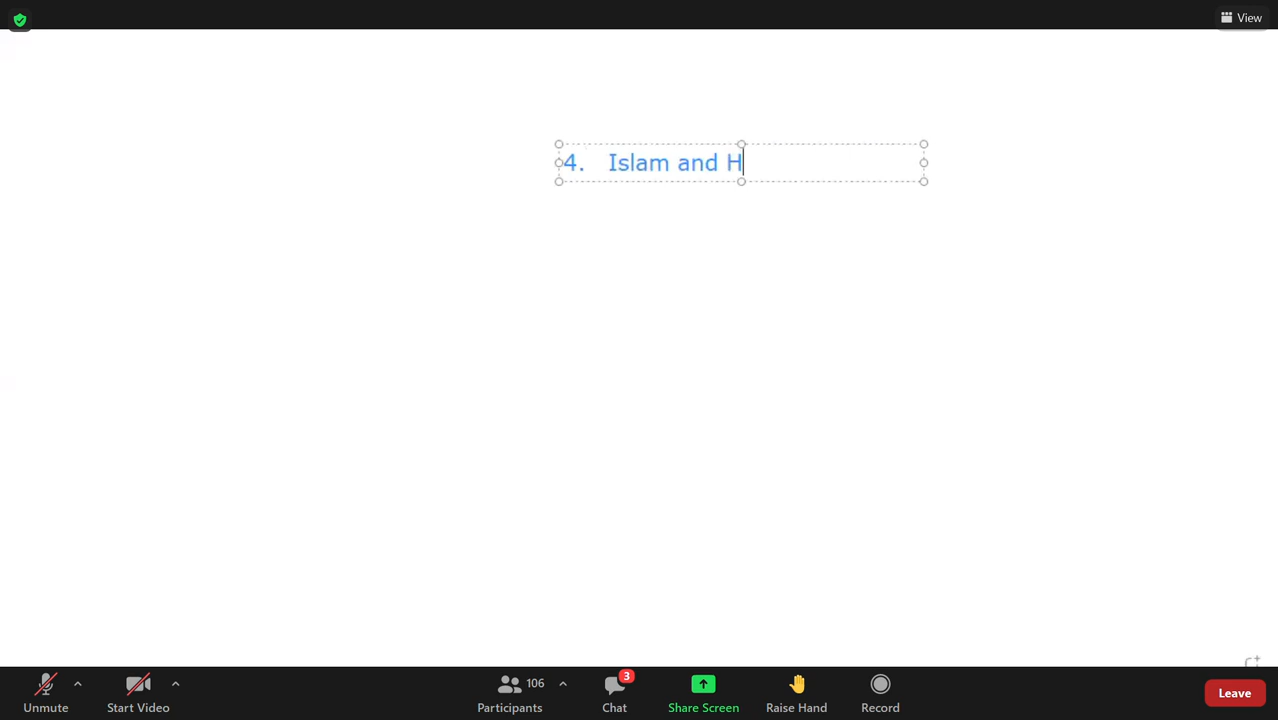 View
4. Islam and H
Unmute
Start Video
106
Participants
3
Chat
Share Screen
Raise Hand
Record
Leave